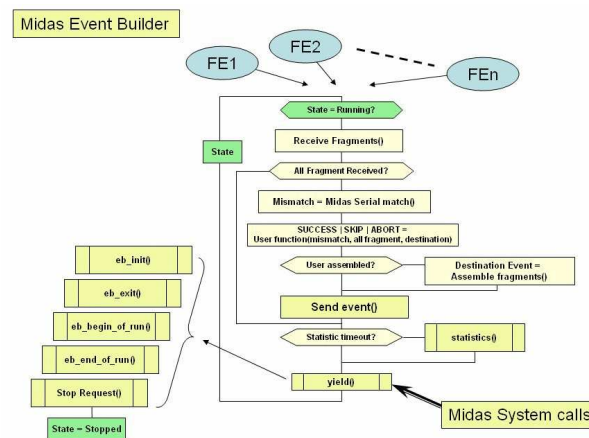 Midas Event Builder
FE1
FE2
FEn
State = Running?
State
Receive Fragments()
All Fragment Received?
Mismatch = Midas Serial match()
SUCCESS | SKIP | ABORT =
User function(mismatch, all fragment, destination)
User assembled?
Destination Event =
Assemble fragments()
Send event()
Statistic timeout?
statistics()
yield()
Midas System calls
eb_init()
eb_exit()
eb_begin_of_run()
eb_end_of_run()
Stop Request()
State = Stopped